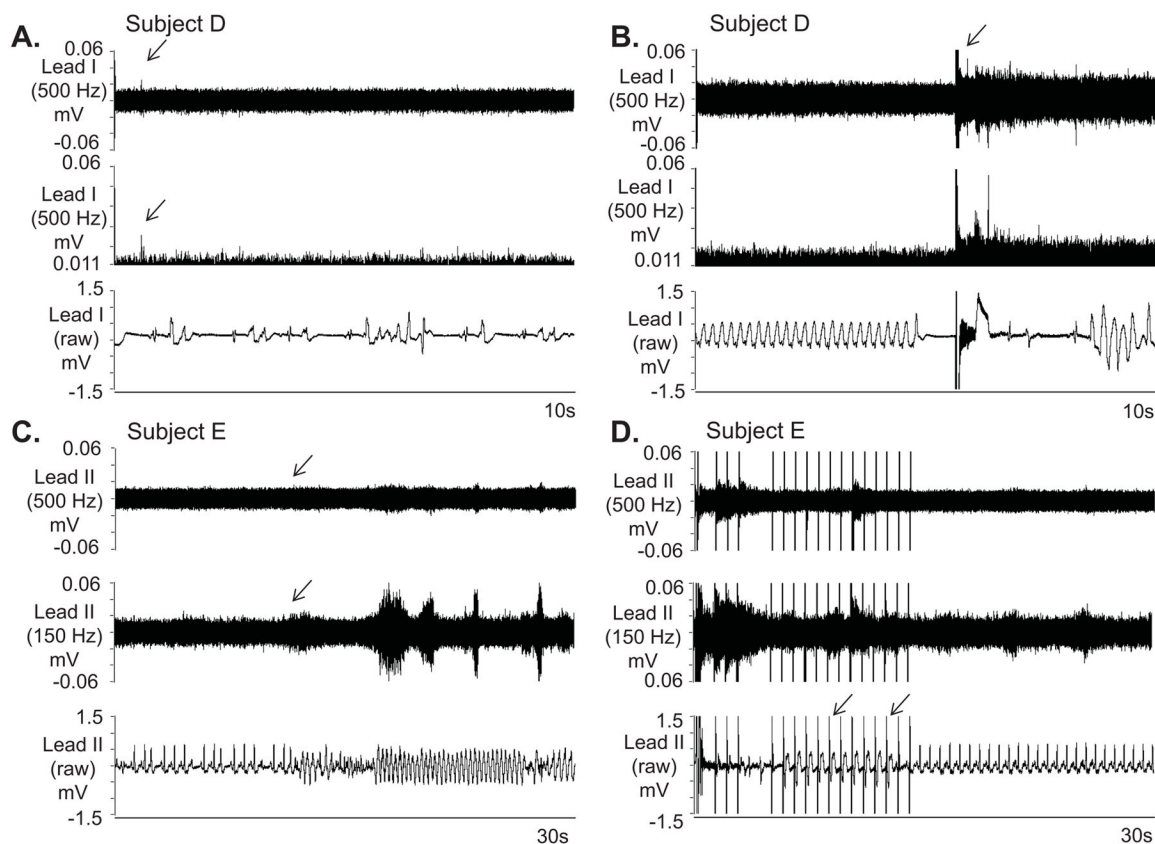 A.
Subject D
0.06
Lead I
(500 Hz)
mV
-0.06
0.06
Lead I
(500 Hz)
mV
0.011
1.5
Lead I
(raw)
mV
-1.5
10s
B.
Subject D
0.06
Lead I
(500 Hz)
mV
-0.06
0.06
Lead I
(500 Hz)
mV
0.011
1.5
Lead I
(raw)
mV
-1.5
10s
C.
Subject E
0.06
Lead II
(500 Hz)
mV
-0.06
0.06
Lead II
(150 Hz)
mV
-0.06
1.5
Lead II
(raw)
mV
-1.5
30s
D.
Subject E
0.06
Lead II
(500 Hz)
mV
-0.06
0.06
Lead II
(150 Hz)
mV
0.06
1.5
Lead II
(raw)
mV
-1.5
30s